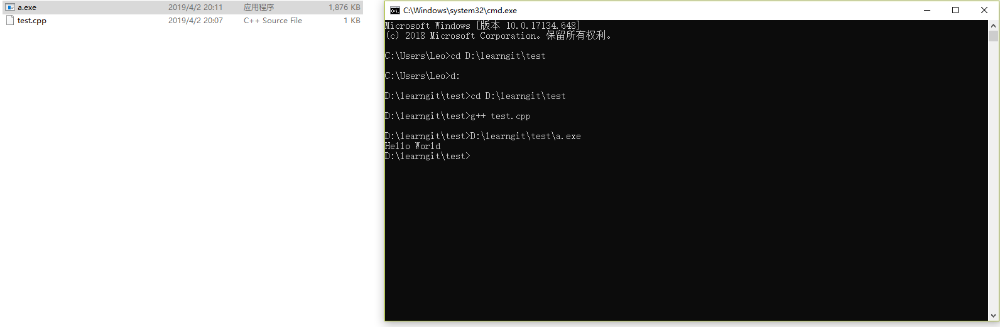 a.exe 2019/4/2 20:11 应用程序 1,876 KB
test.cpp 2019/4/2 20:07 C++ Source File 1 KB
C:\Windows\system32\cmd.exe
Microsoft Windows [版本 10.0.17134.648]
(c) 2018 Microsoft Corporation。保留所有权利。
C:\Users\Leo>cd D:\learngit\test
C:\Users\Leo>d:
D:\learngit\test>cd D:\learngit\test
D:\learngit\test>g++ test.cpp
D:\learngit\test>D:\learngit\test\a.exe
Hello World
D:\learngit\test>